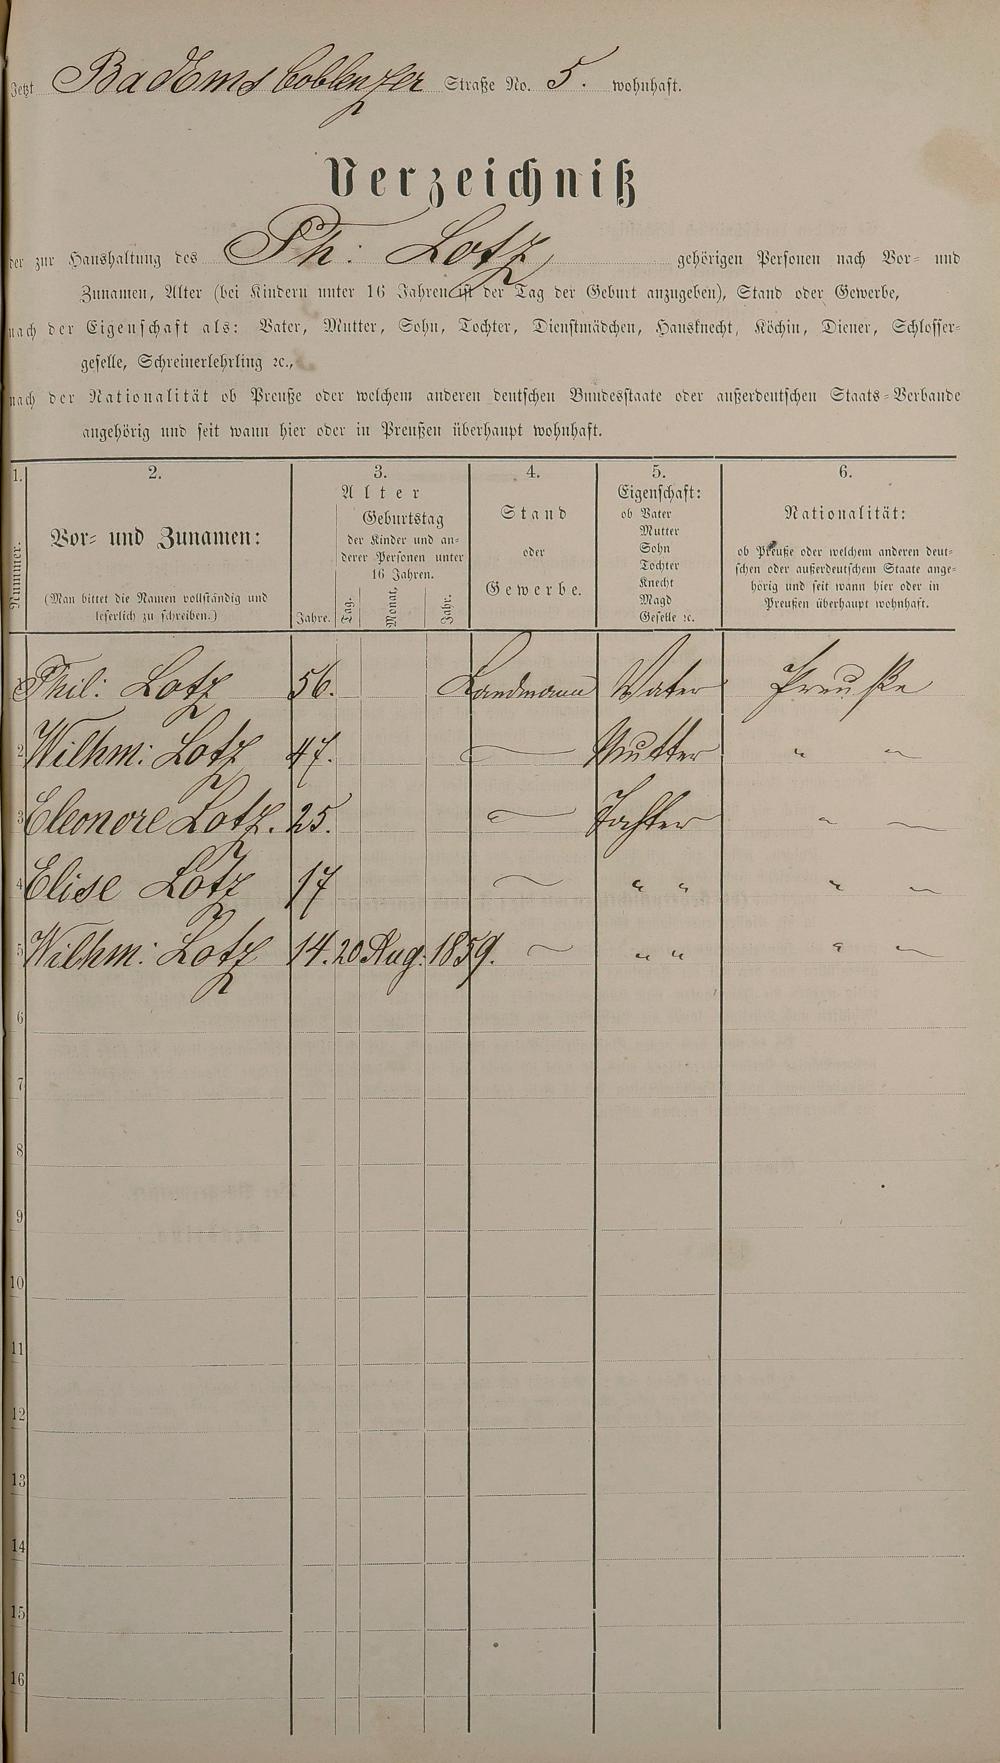 Jetzt Bad Ems Coblenzer Straße No. 5. wohnhaft.
Verzeichniß
der zur Haushaltung des Ph: Lotz gehörigen Personen nach Vor- und
Zunamen, Alter (bei Kindern unter 16 Jahren ist der Tag der Geburt anzugeben), Stand oder Gewerbe,
nach der Eigenschaft als: Vater, Mutter, Sohn, Tochter, Dienstmädchen, Hausknecht, Köchin, Diener, Schlosser-
geselle, Schreinerlehrling ꝛc.,
nach der Nationalität ob Preuße oder welchem anderen deutschen Bundesstaate oder außerdeutschen Staats-Verbande
angehörig und seit wann hier oder in Preußen überhaupt wohnhaft.
1.
Nummer.
2.
Vor- und Zunamen:
(Man bittet die Namen vollständig und
leserlich zu schreiben.)
3.
Alter
Geburtstag
der Kinder und an-
derer Personen unter
16 Jahren.
Jahre. Tag. Monat. Jahr.
4.
Stand
oder
Gewerbe.
5.
Eigenschaft:
ob Vater
Mutter
Sohn
Tochter
Knecht
Magd
Geselle ꝛc.
6.
Nationalität:
ob Preuße oder welchem anderen deut-
schen oder außerdeutschem Staate ange-
hörig und seit wann hier oder in
Preußen überhaupt wohnhaft.
1 Phil: Lotz 56. Landmann Vater Preuße
2 Wilhm: Lotz 47. — Mutter " "
3 Eleonore Lotz. 25. — Tochter " —
4 Elise Lotz 17 — " " " —
5 Wilhm: Lotz 14. 20 Aug: 1859. — " " " —
6
7
8
9
10
11
12
13
14
15
16